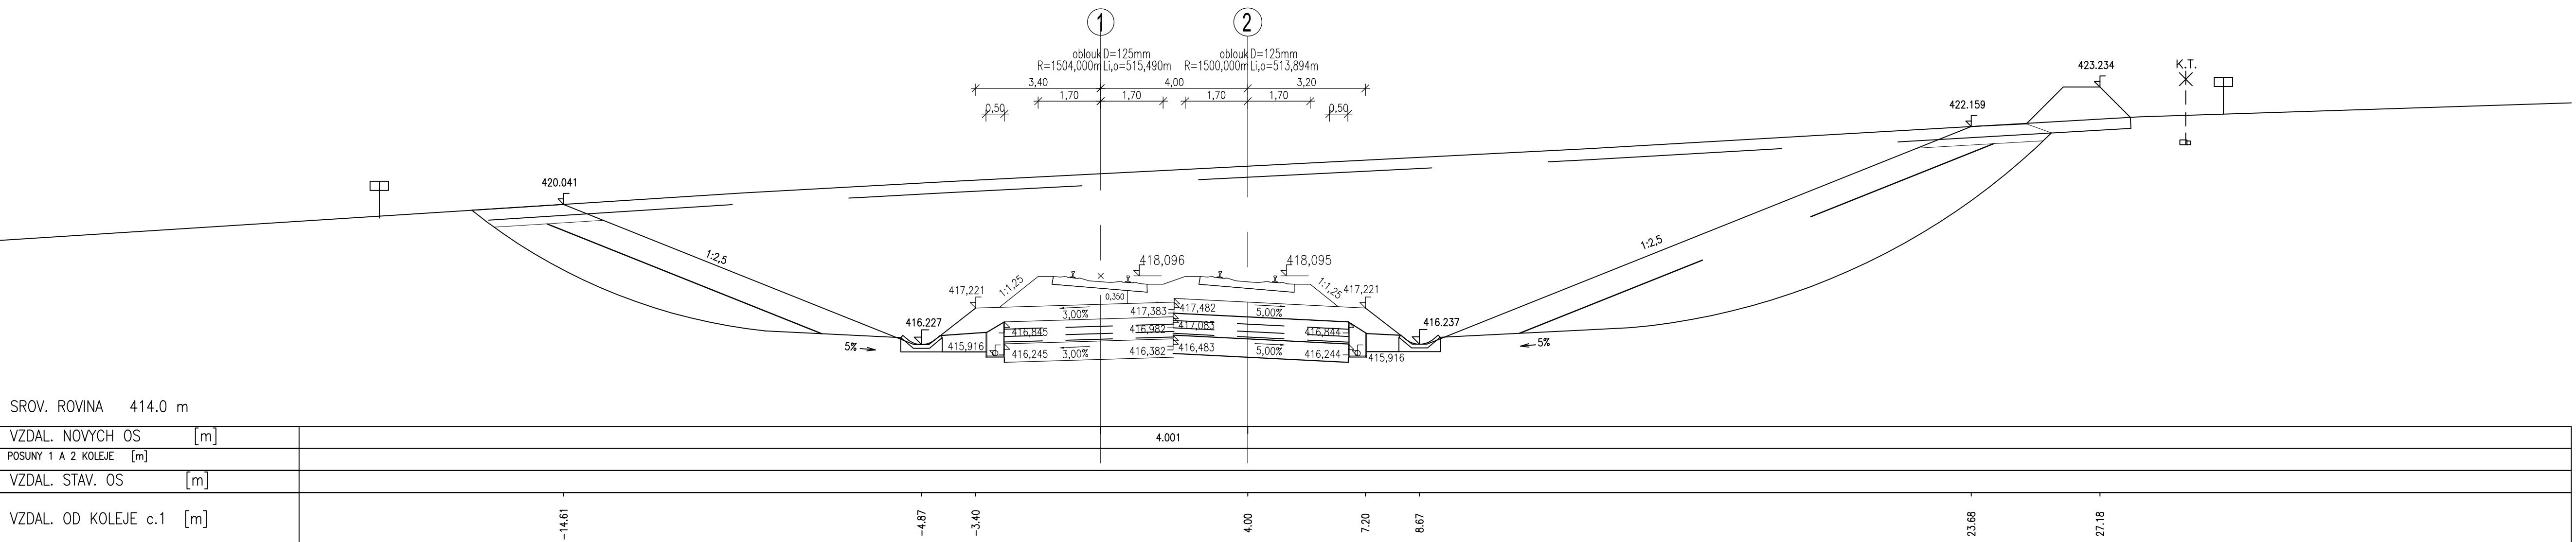 1 2
oblouk D=125mm oblouk D=125mm
R=1504,000m Li,o=515,490m R=1500,000m Li,o=513,894m
3,40 4,00 3,20
1,70 1,70 1,70 1,70
0,50 0,50
K.T.
423.234
422.159
420.041
1:2,5 1:2,5
418,096 418,095
1:1,25 1:1,25
417,221 417,221
0,350
3,00% 417,383 417,482 5,00%
416.227 416.237
416,845 416,982 417,083 416,844
5% 415,916 5%
416,245 3,00% 416,382 416,483 5,00% 416,244 415,916
SROV. ROVINA 414.0 m
VZDAL. NOVYCH OS [m] 4.001
POSUNY 1 A 2 KOLEJE [m]
VZDAL. STAV. OS [m]
VZDAL. OD KOLEJE c.1 [m] -14.61 -4.87 -3.40 4.00 7.20 8.67 23.68 27.18